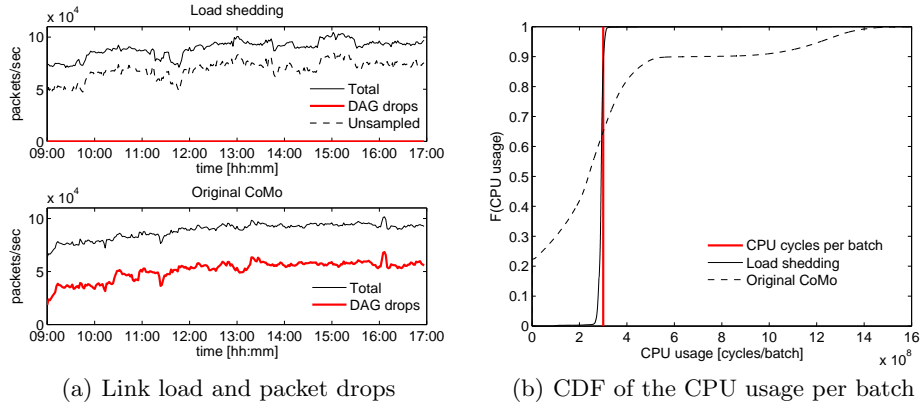 Load shedding
x 10⁴
10
5
0
packets/sec
Total
DAG drops
Unsampled
09:00 10:00 11:00 12:00 13:00 14:00 15:00 16:00 17:00
time [hh:mm]
Original CoMo
x 10⁴
10
5
0
packets/sec
Total
DAG drops
09:00 10:00 11:00 12:00 13:00 14:00 15:00 16:00 17:00
time [hh:mm]
(a) Link load and packet drops
1
0.9
0.8
0.7
0.6
0.5
0.4
0.3
0.2
0.1
0
F(CPU usage)
CPU cycles per batch
Load shedding
Original CoMo
0 2 4 6 8 10 12 14 16
CPU usage [cycles/batch]
x 10⁸
(b) CDF of the CPU usage per batch